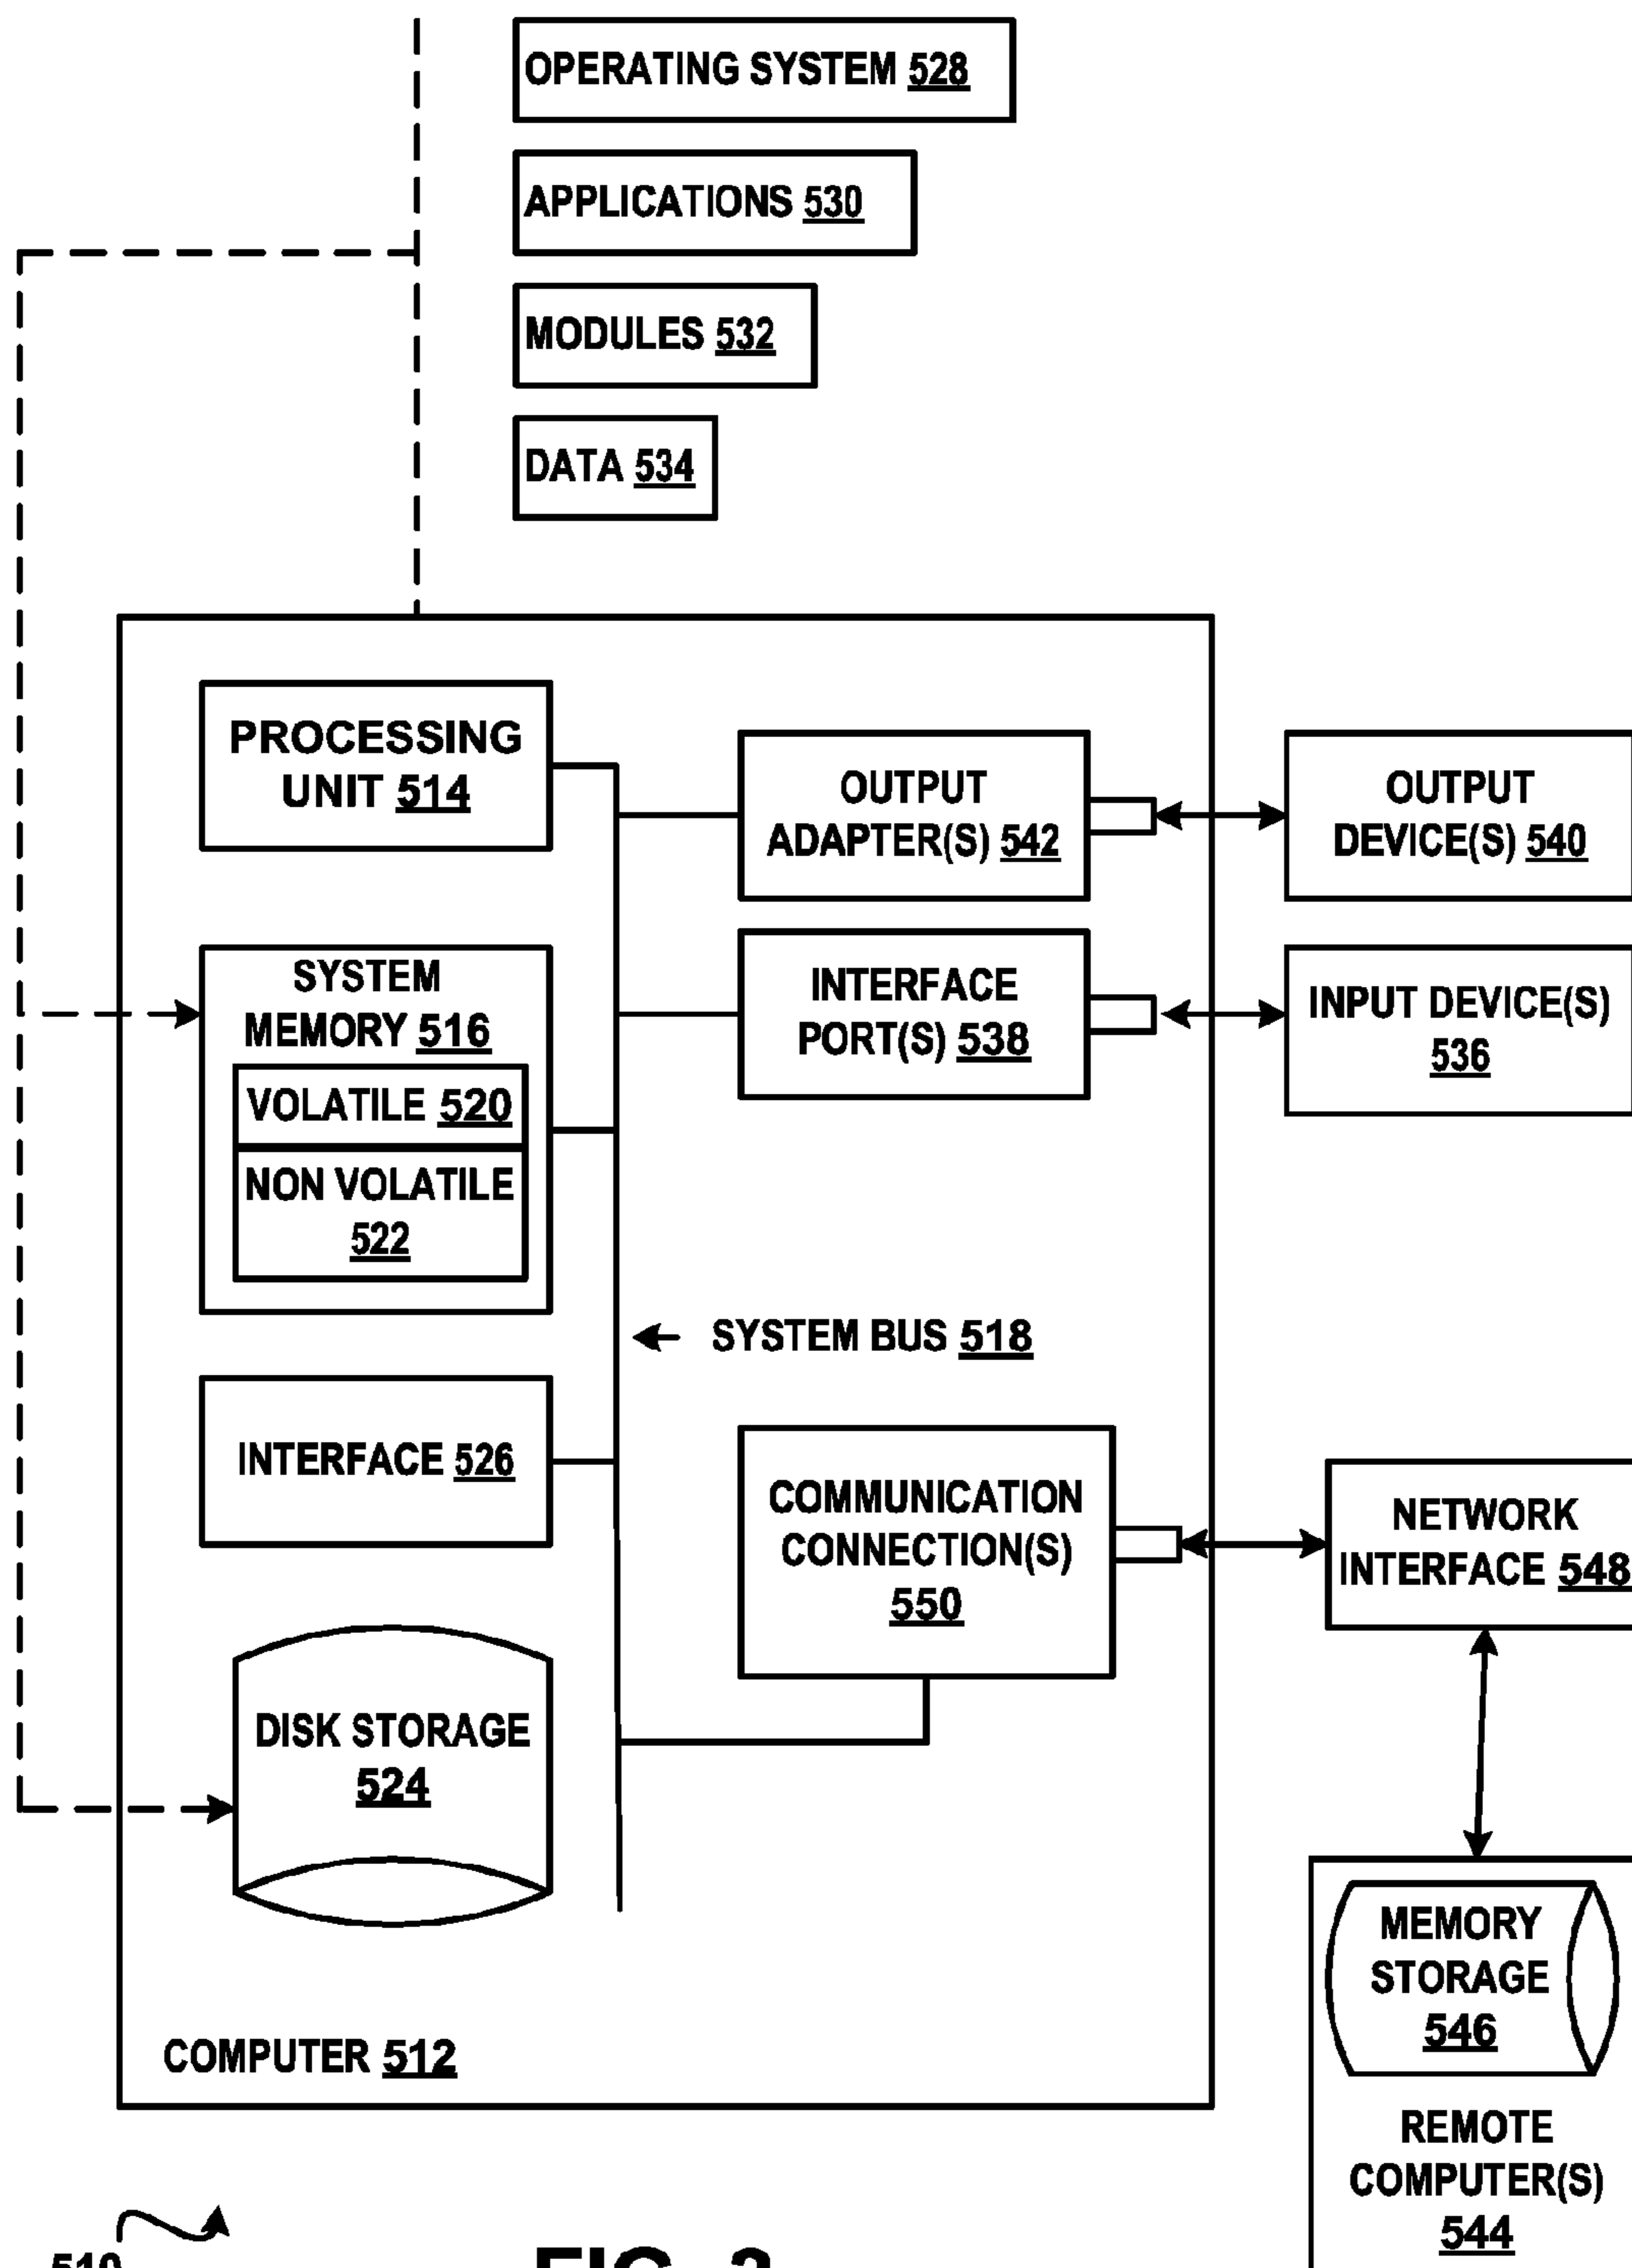 OPERATING SYSTEM 528
APPLICATIONS 530
MODULES 532
DATA 534
PROCESSING
UNIT 514
OUTPUT
ADAPTER(S) 542
OUTPUT
DEVICE(S) 540
SYSTEM
MEMORY 516
VOLATILE 520
NON VOLATILE
522
INTERFACE
PORT(S) 538
INPUT DEVICE(S)
536
SYSTEM BUS 518
INTERFACE 526
COMMUNICATION
CONNECTION(S)
550
NETWORK
INTERFACE 548
DISK STORAGE
524
MEMORY
STORAGE
546
COMPUTER 512
REMOTE
COMPUTER(S)
544
FIG.